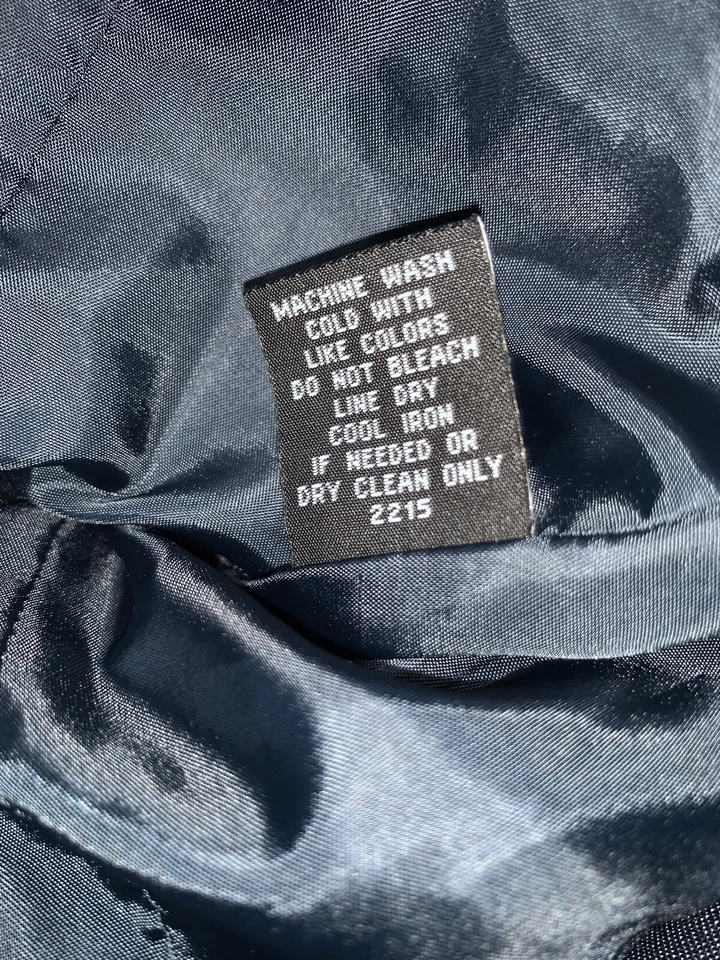 MACHINE WASH
COLD WITH
LIKE COLORS
DO NOT BLEACH
LINE DRY
COOL IRON
IF NEEDED OR
DRY CLEAN ONLY
2215